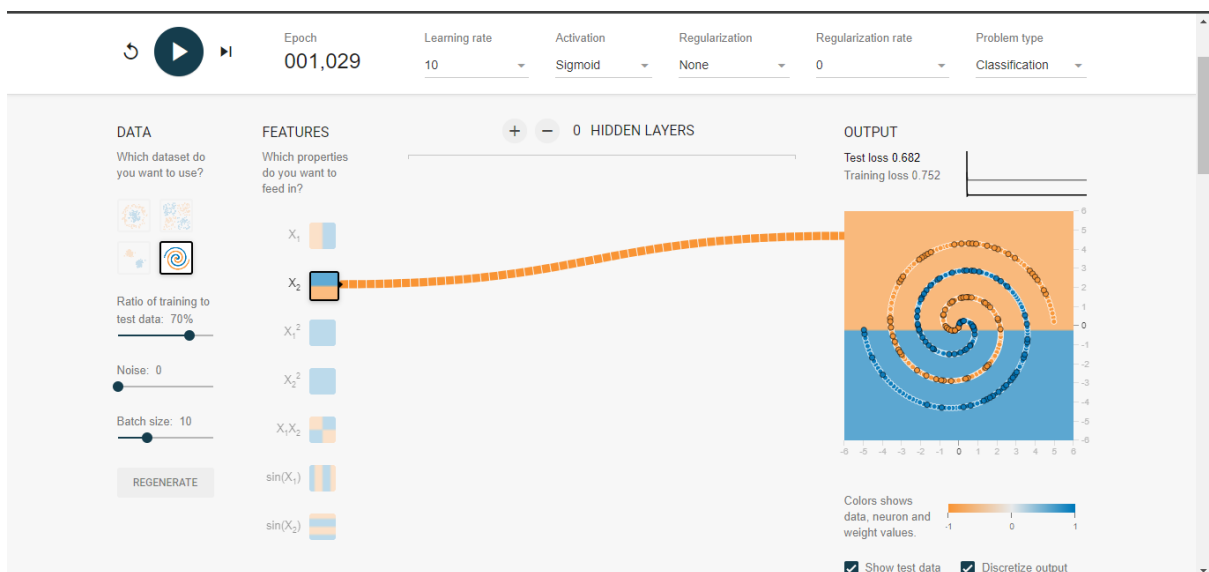 Epoch
001,029
Learning rate
10
Activation
Sigmoid
Regularization
None
Regularization rate
0
Problem type
Classification
DATA
Which dataset do
you want to use?
Ratio of training to
test data: 70%
Noise: 0
Batch size: 10
REGENERATE
FEATURES
Which properties
do you want to
feed in?
X₁
X₂
X₁²
X₂²
X₁X₂
sin(X₁)
sin(X₂)
+ − 0 HIDDEN LAYERS
OUTPUT
Test loss 0.682
Training loss 0.752
6
5
4
3
2
1
0
-1
-2
-3
-4
-5
-6
-6 -5 -4 -3 -2 -1 0 1 2 3 4 5 6
Colors shows
data, neuron and
weight values.
-1 0 1
Show test data
Discretize output